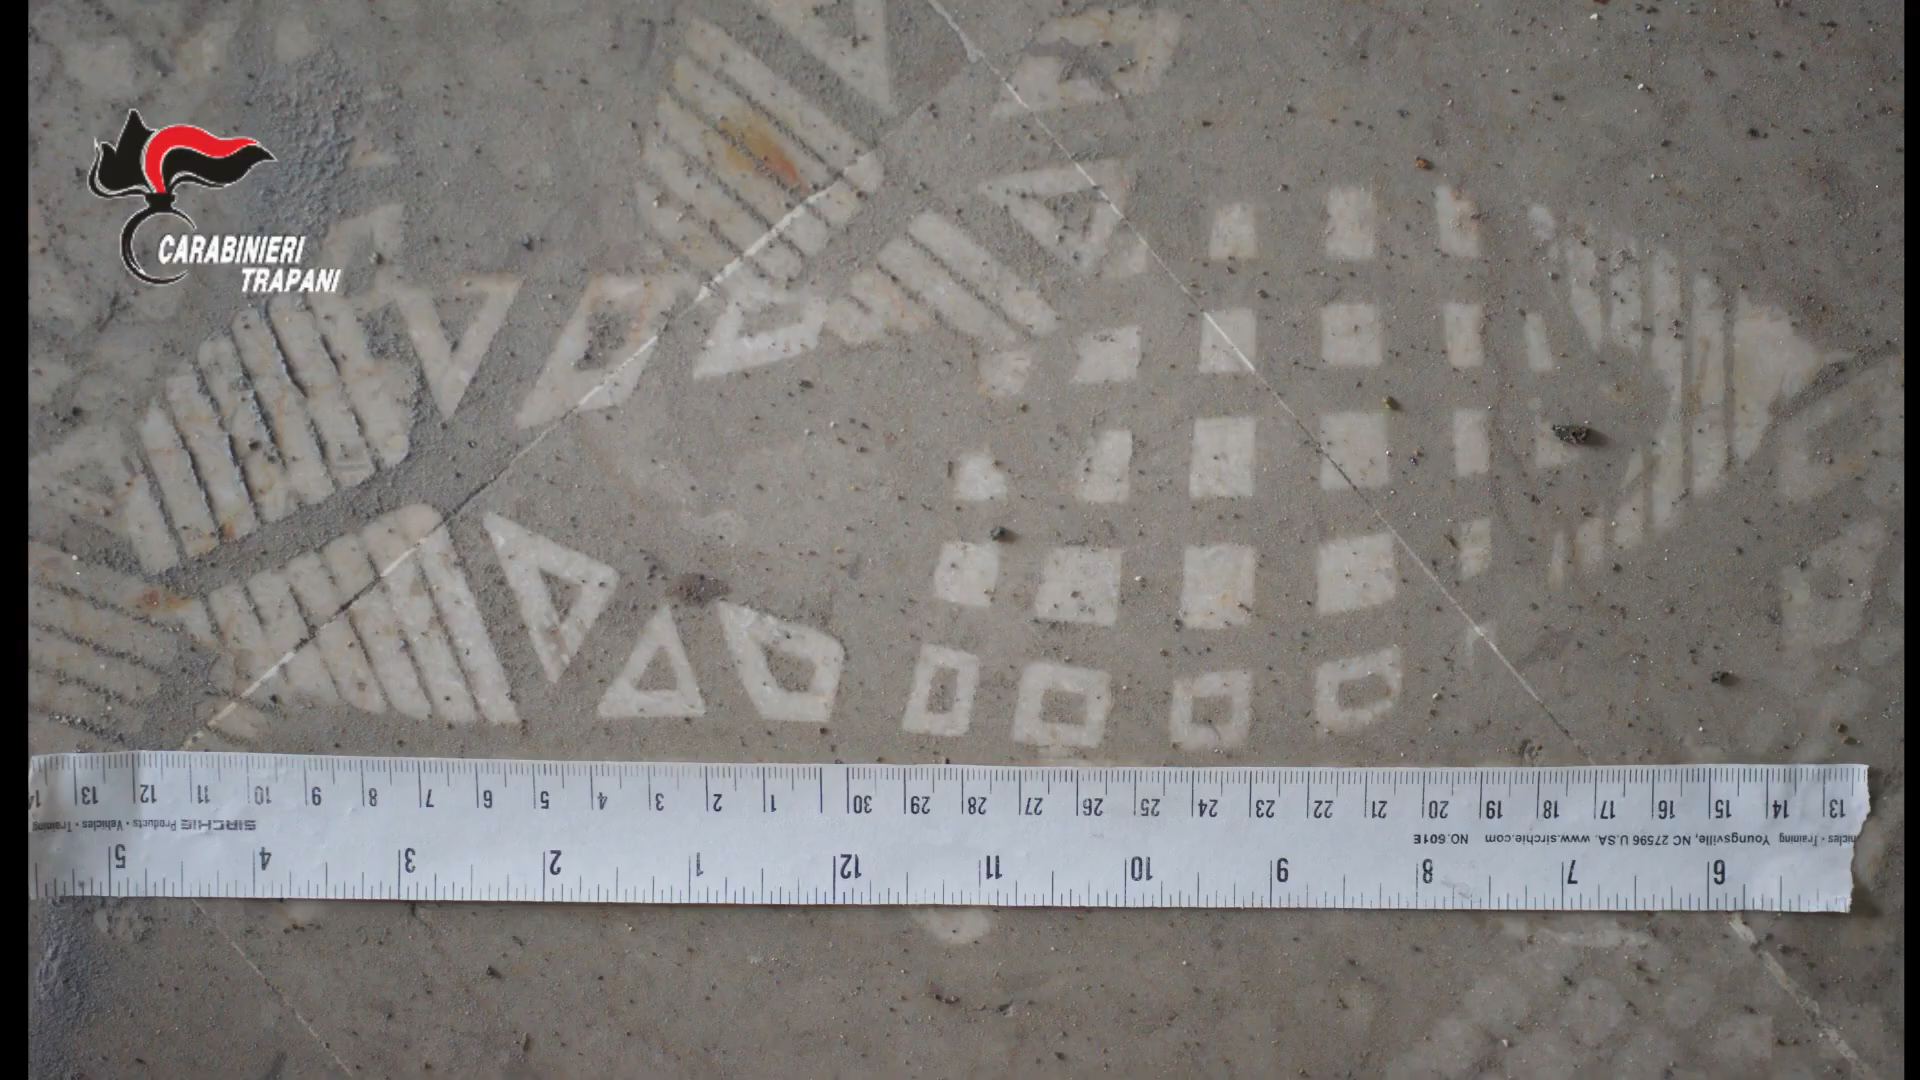 CARABINIERI
TRAPANI
14 13 12 11 10 9 8 7 6 5 4 3 2 1 30 29 28 27 26 25 24 23 22 21 20 19 18 17 16 15 14 13
Training · Vehicles · Products SIRCHIE
NO.601E www.sirchie.com Youngsville, NC 27596 U.SA. Training ·
5 4 3 2 1 12 11 10 9 8 7 6